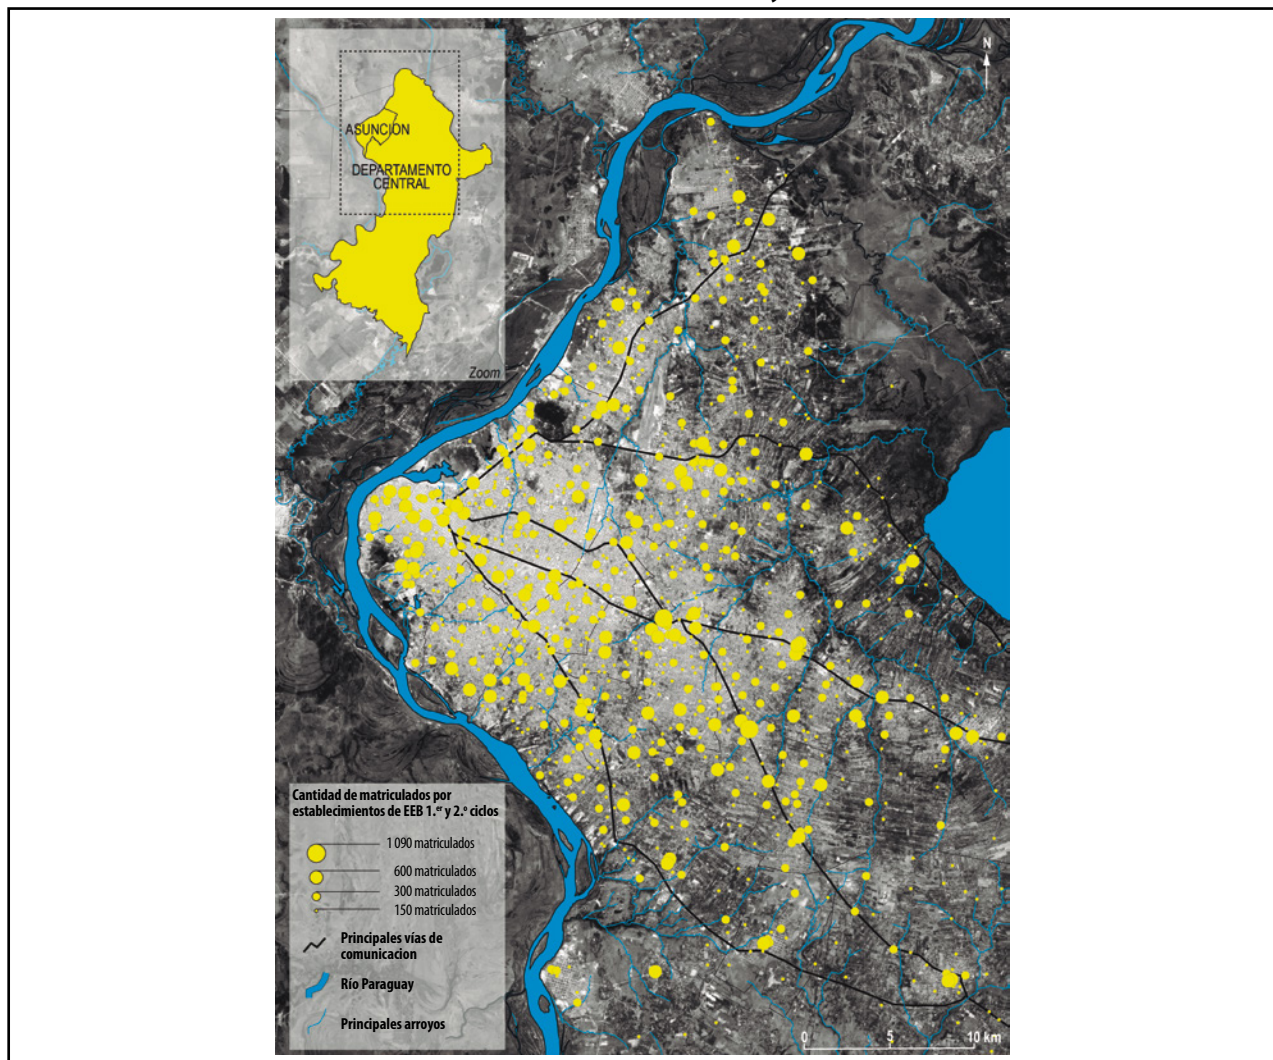 N
ASUNCIÓN
DEPARTAMENTO
CENTRAL
Zoom
Cantidad de matriculados por
establecimientos de EEB 1.er y 2.o ciclos
1 090 matriculados
600 matriculados
300 matriculados
150 matriculados
Principales vías de
comunicacion
Río Paraguay
Principales arroyos
0 5 10 km